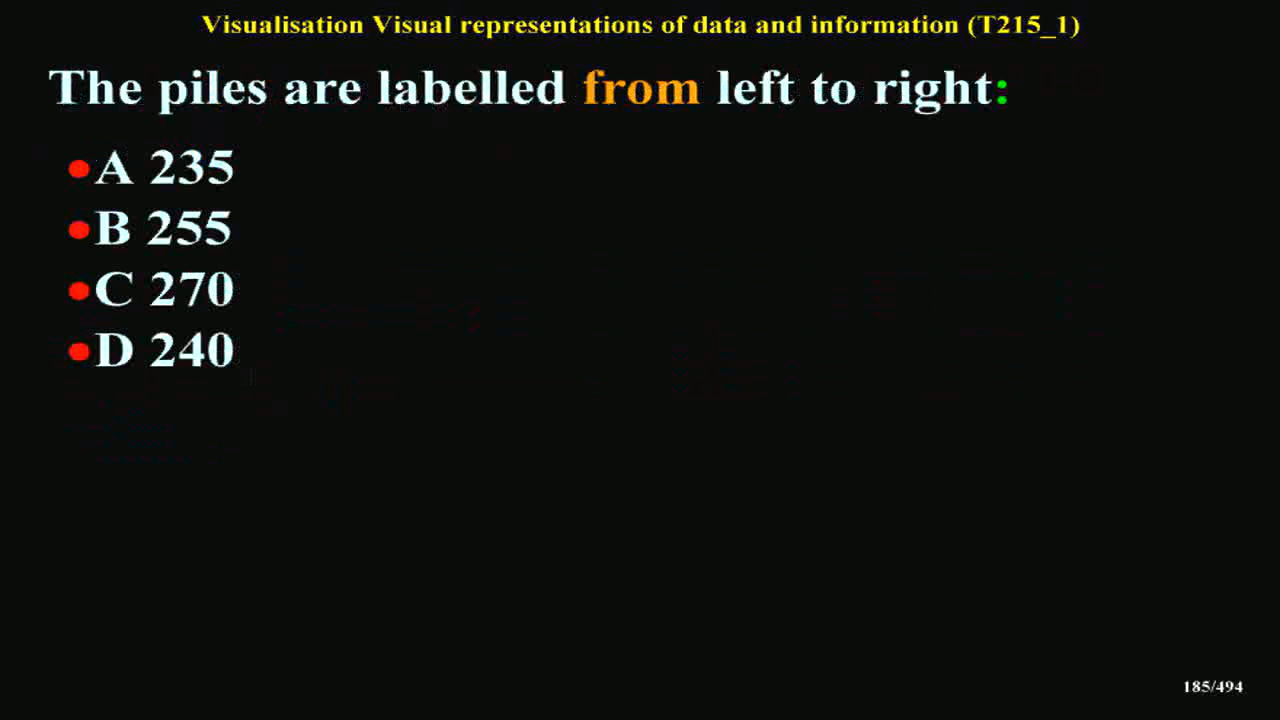 Visualisation Visual representations of data and information (T215_1)
The piles are labelled from left to right:
•A 235
•B 255
•C 270
•D 240
185/494